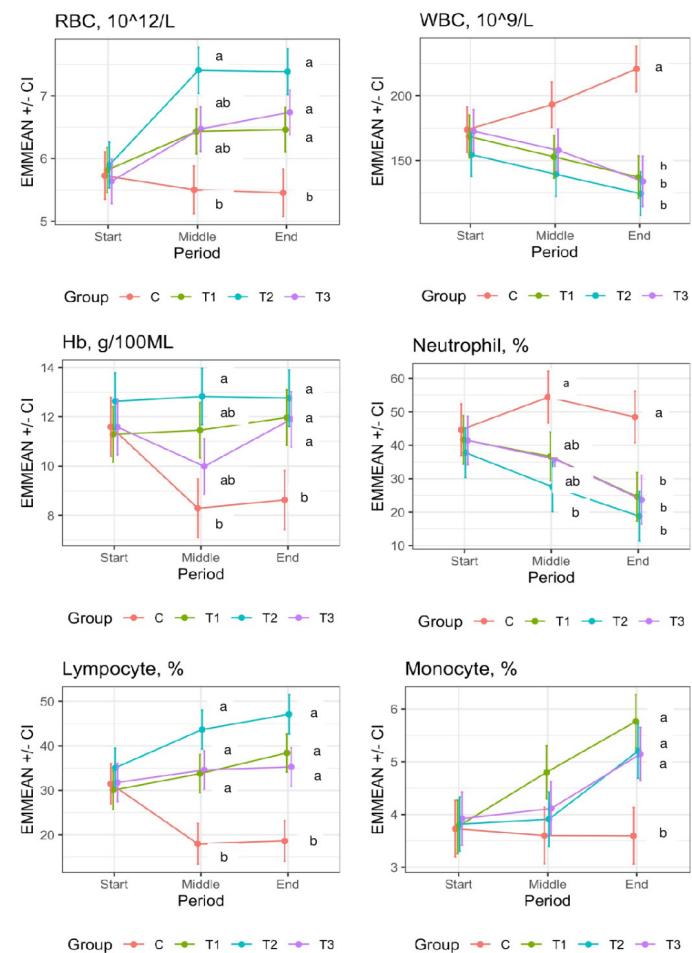 RBC, 10^12/L
EMMEAN +/- CI
7
6
5
a
a
ab
a
ab
a
b
b
Start Middle End
Period
Group C T1 T2 T3
WBC, 10^9/L
EMMEAN +/- CI
200
150
a
b
b
b
Start Middle End
Period
Group C T1 T2 T3
Hb, g/100ML
EMMEAN +/- CI
14
12
10
8
a
a
ab
a
a
ab
b
b
Start Middle End
Period
Group C T1 T2 T3
Neutrophil, %
EMMEAN +/- CI
60
50
40
30
20
10
a
a
ab
ab
b
b
b
b
Start Middle End
Period
Group C T1 T2 T3
Lympocyte, %
EMMEAN +/- CI
50
40
30
20
a
a
a
a
a
a
b
b
Start Middle End
Period
Group C T1 T2 T3
Monocyte, %
EMMEAN +/- CI
6
5
4
3
a
a
a
b
Start Middle End
Period
Group C T1 T2 T3